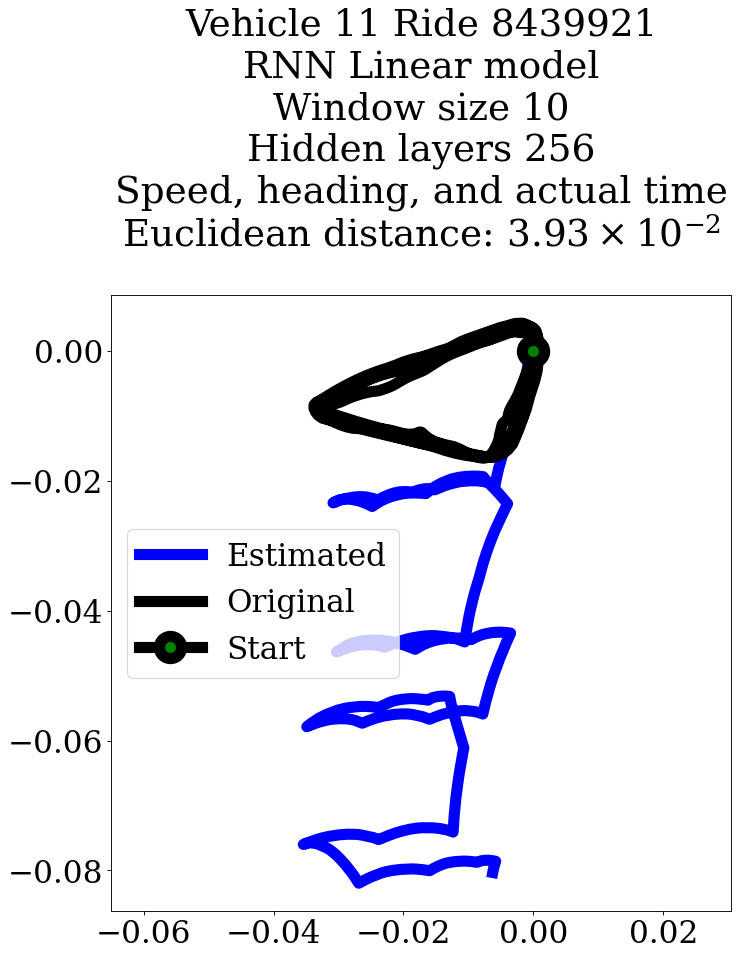 Vehicle 11 Ride 8439921
RNN Linear model
Window size 10
Hidden layers 256
Speed, heading, and actual time
Euclidean distance: 3.93 × 10⁻²
0.00
−0.02
−0.04
−0.06
−0.08
Estimated
Original
Start
−0.06 −0.04 −0.02 0.00 0.02